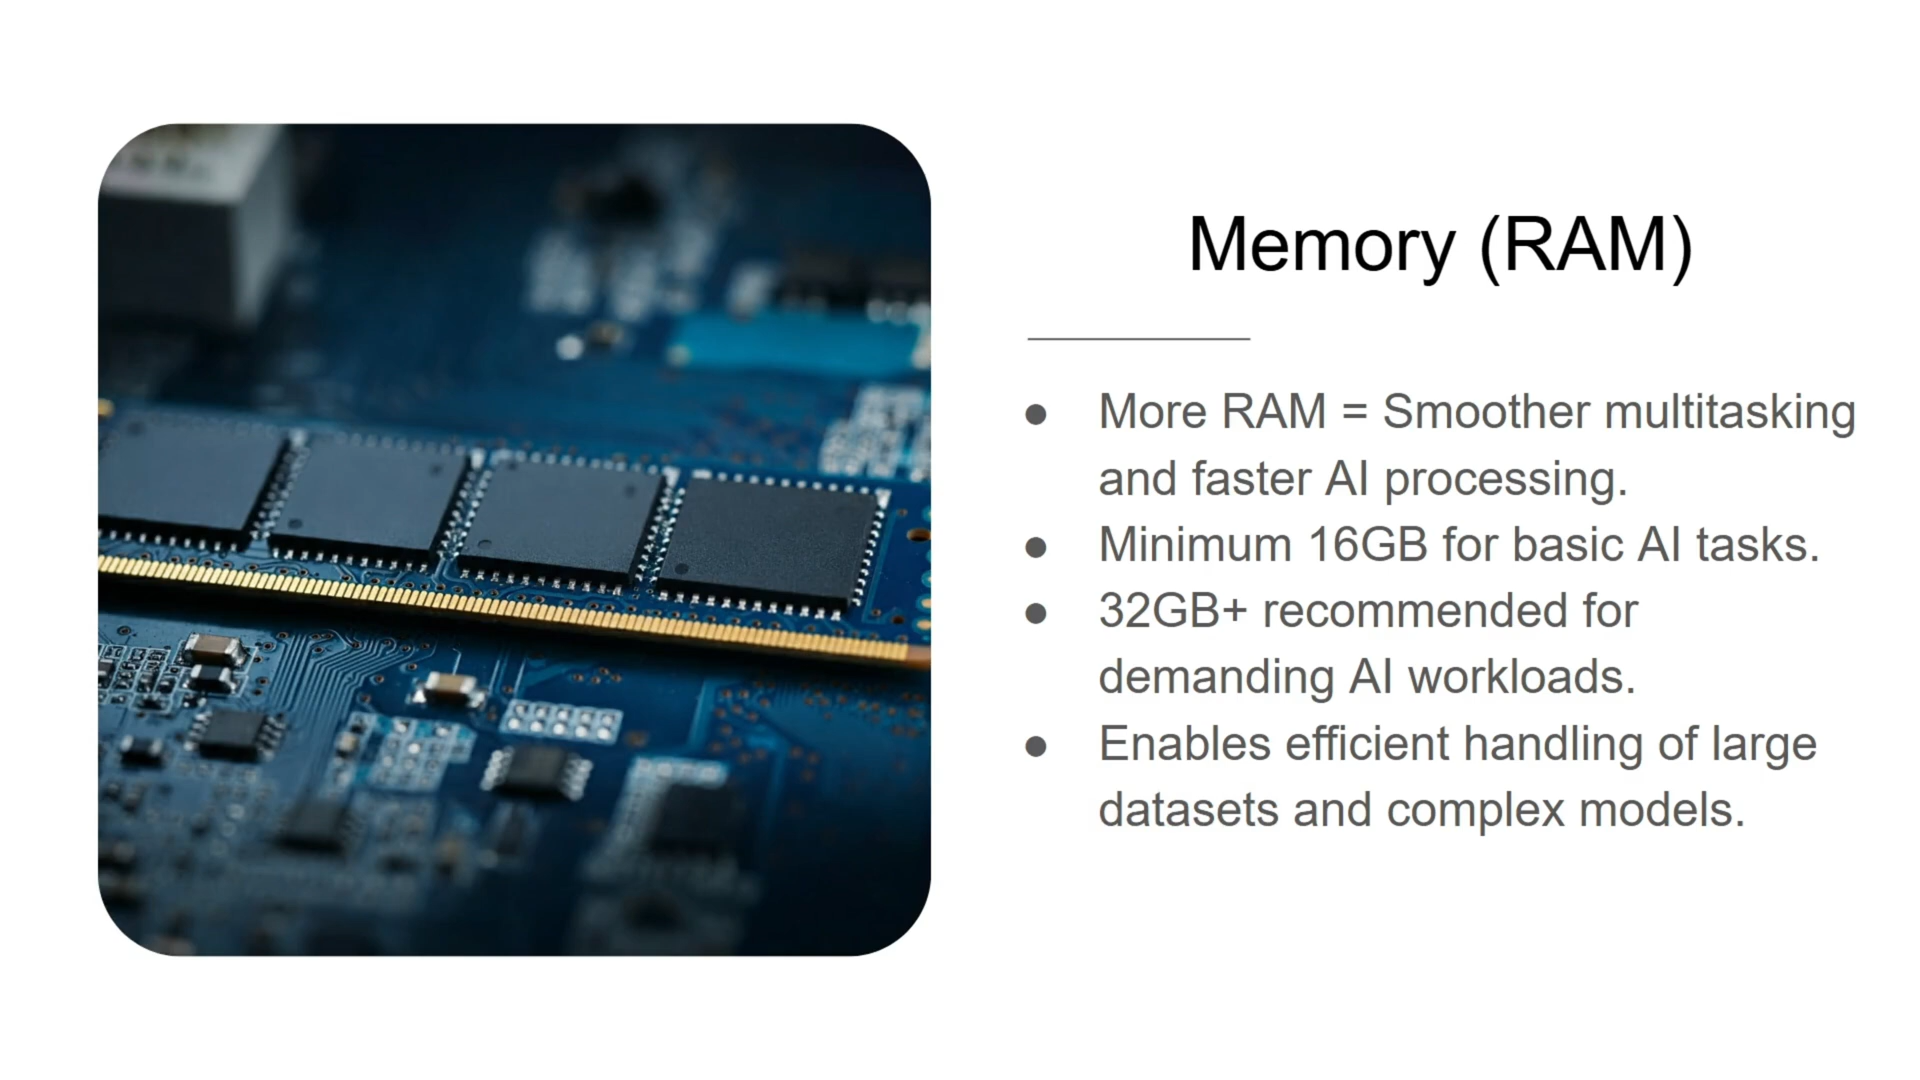 Memory (RAM)
● More RAM = Smoother multitasking
and faster AI processing.
● Minimum 16GB for basic AI tasks.
● 32GB+ recommended for
demanding AI workloads.
● Enables efficient handling of large
datasets and complex models.